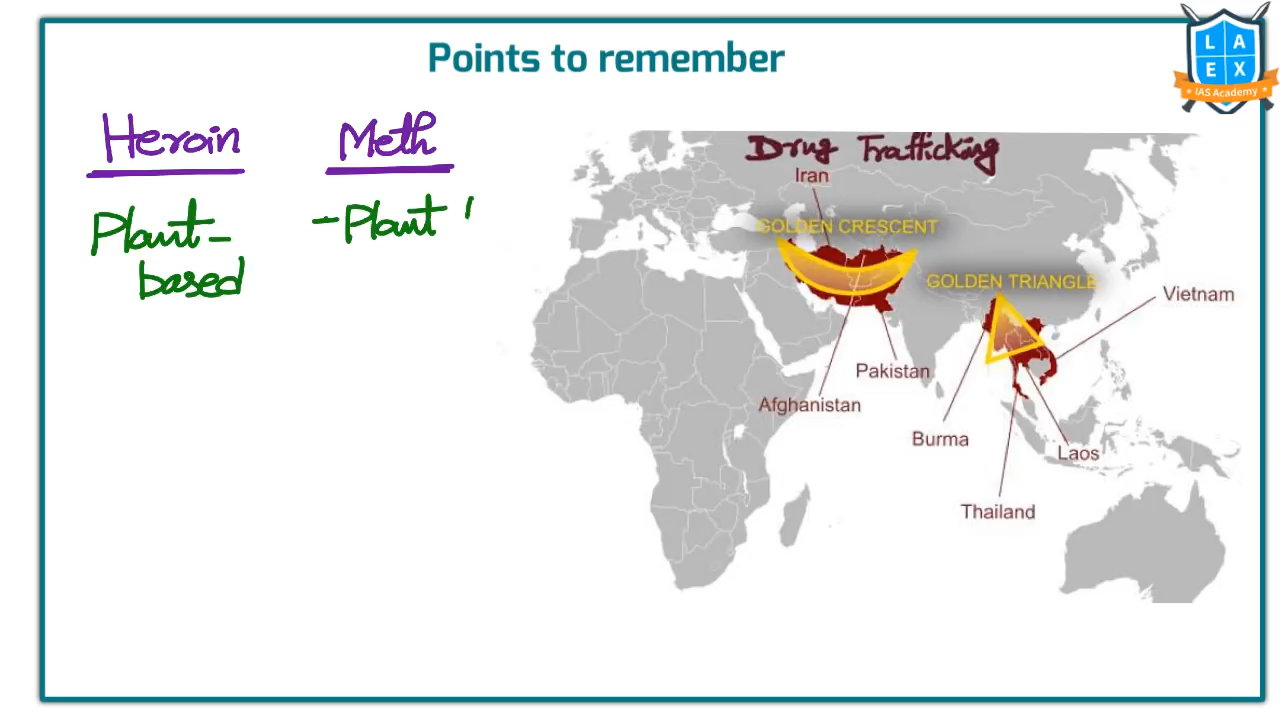 Points to remember
L A
E X
IAS Academy
Heroin
Meth
Plant-
based
-Plant
Drug Trafficking
Iran
GOLDEN CRESCENT
GOLDEN TRIANGLE
Vietnam
Pakistan
Afghanistan
Burma
Laos
Thailand